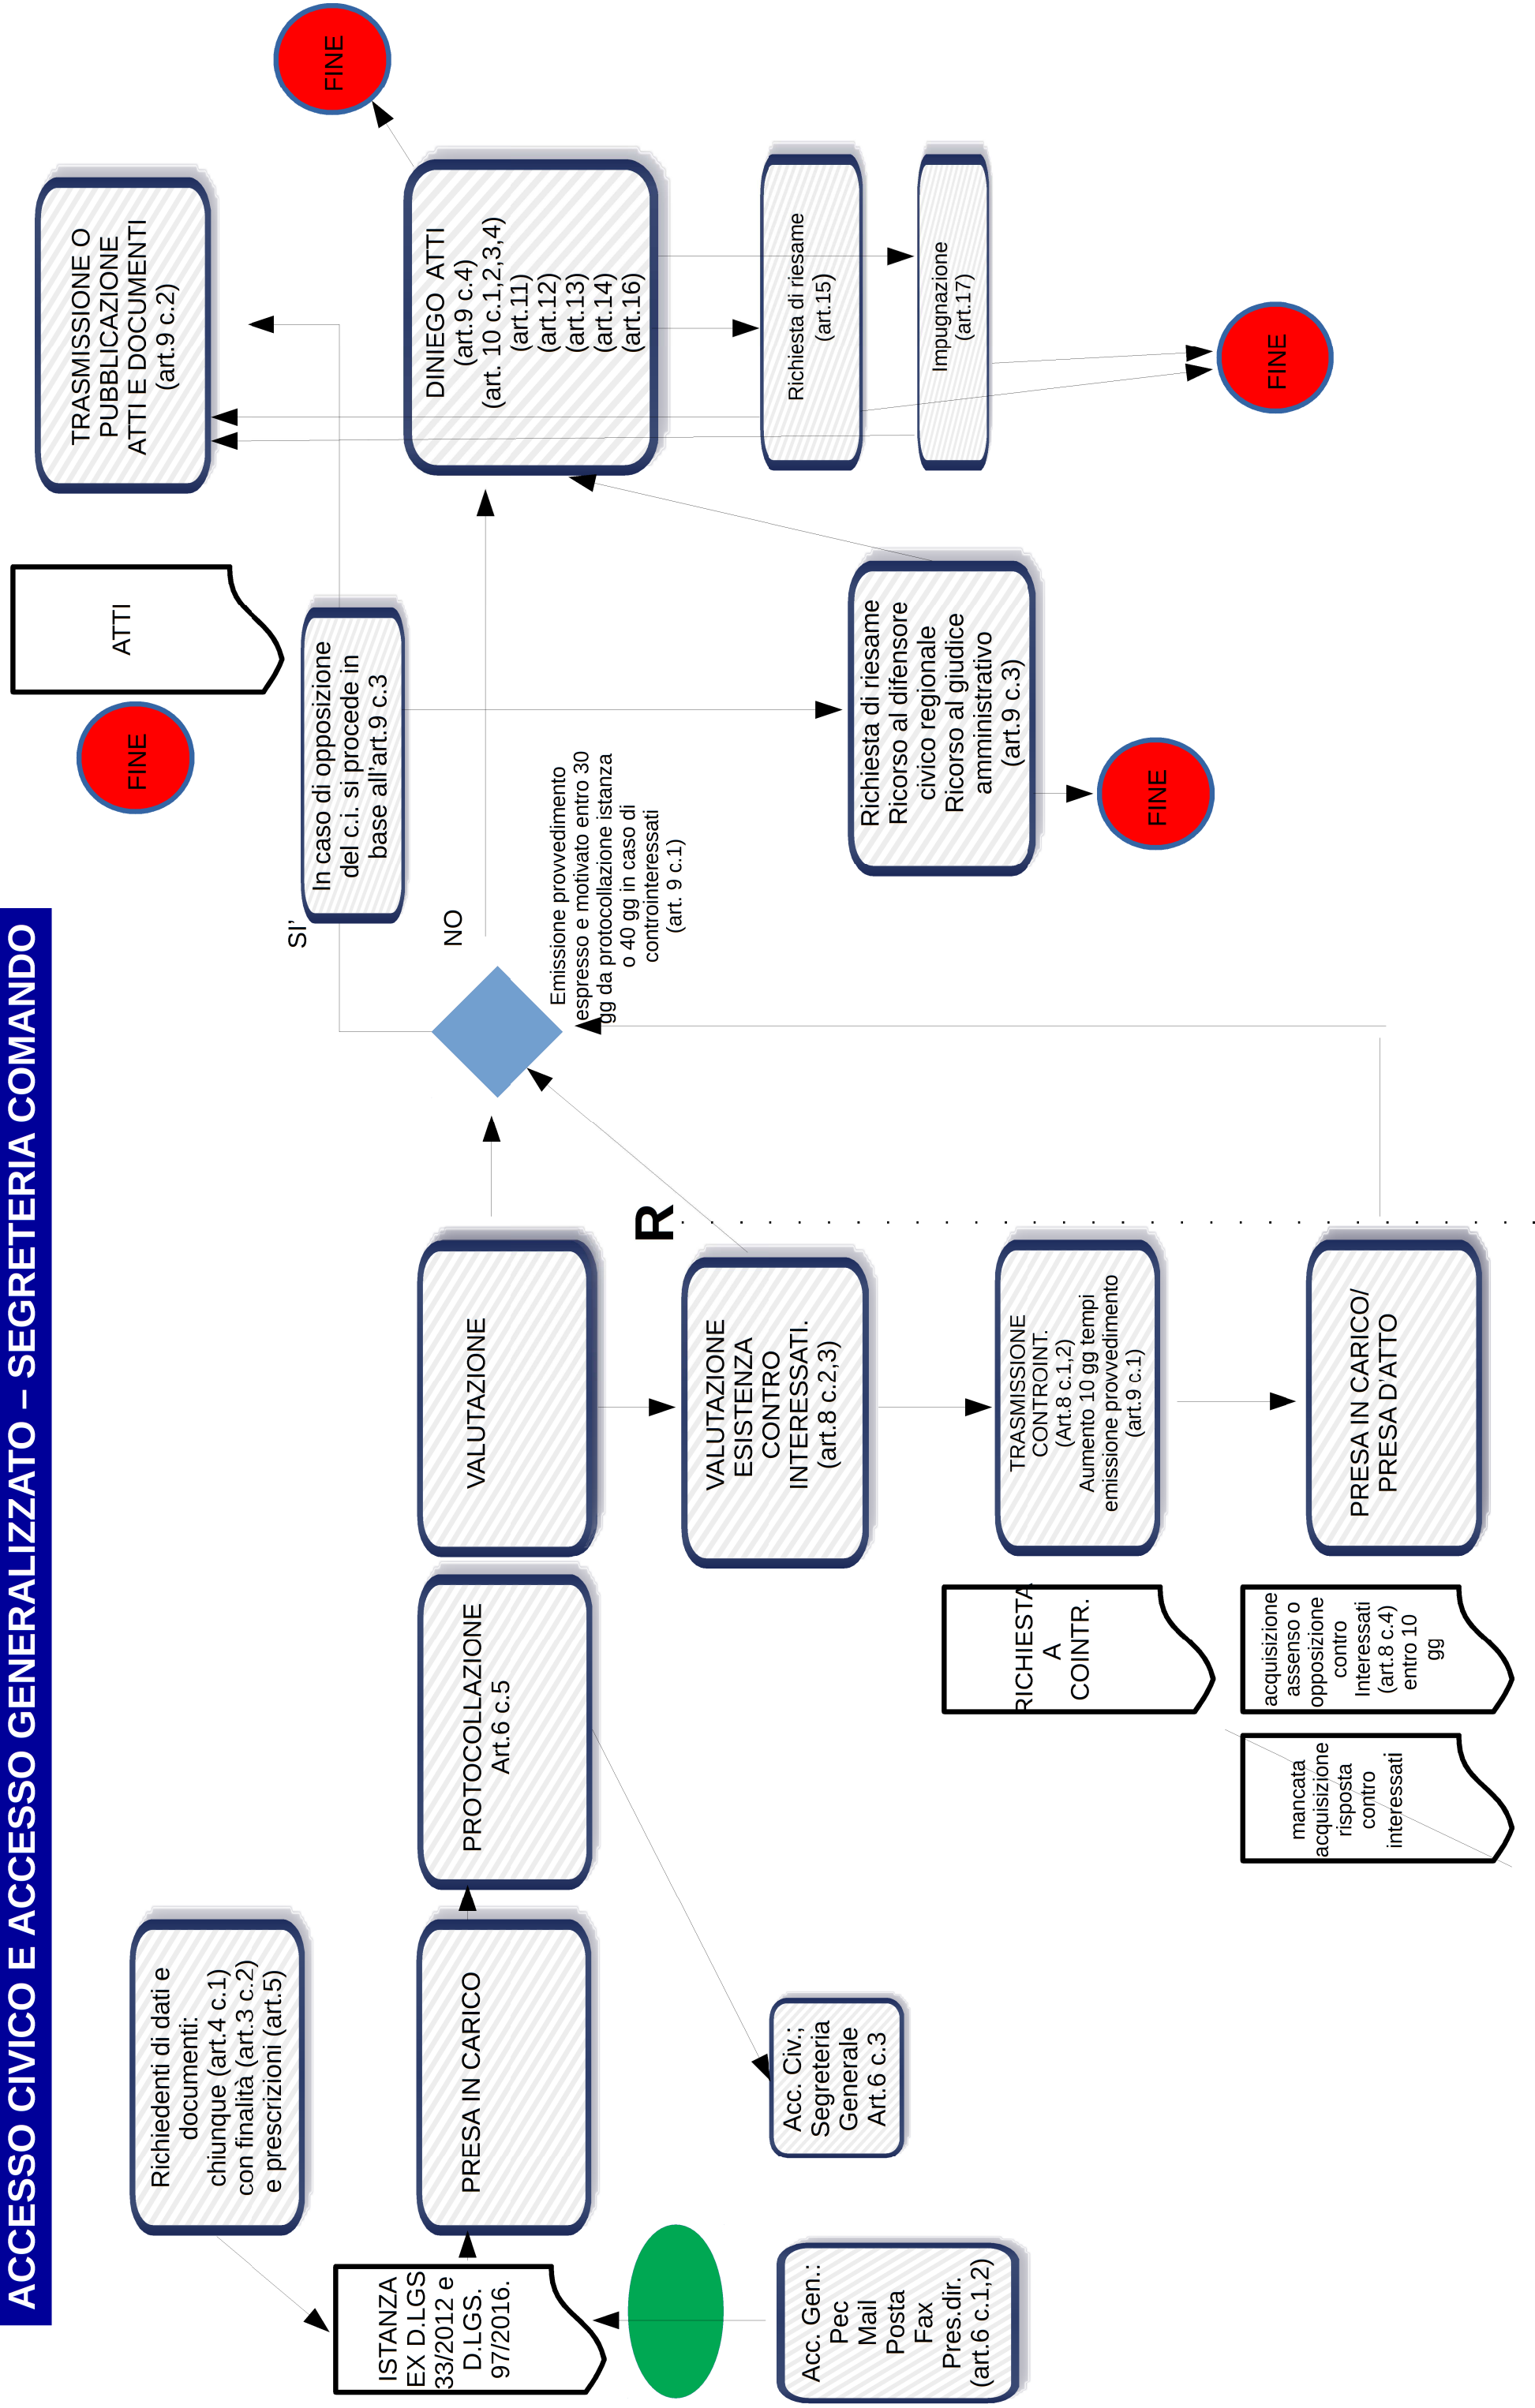 ACCESSO CIVICO E ACCESSO GENERALIZZATO – SEGRETERIA COMANDO
Richiedenti di dati e
documenti:
chiunque (art.4 c.1)
con finalità (art.3 c.2)
e prescrizioni (art.5)
ISTANZA
EX D.LGS
33/2012 e
D.LGS.
97/2016.
Acc. Gen.:
Pec
Mail
Posta
Fax
Pres.dir.
(art.6 c.1,2)
PRESA IN CARICO
PROTOCOLLAZIONE
Art.6 c.5
Acc. Civ.;
Segreteria
Generale
Art.6 c.3
VALUTAZIONE
VALUTAZIONE
ESISTENZA
CONTRO
INTERESSATI.
(art.8 c.2,3)
TRASMISSIONE
CONTROINT.
(Art.8 c.1,2)
Aumento 10 gg tempi
emissione provvedimento
(art.9 c.1)
RICHIESTA
A
COINTR.
PRESA IN CARICO/
PRESA D'ATTO
acquisizione
assenso o
opposizione
contro
Interessati
(art.8 c.4)
entro 10
gg
mancata
acquisizione
risposta
contro
interessati
R
SI’
NO
Emissione provvedimento
espresso e motivato entro 30
gg da protocollazione istanza
o 40 gg in caso di
controinteressati
(art. 9 c.1)
In caso di opposizione
del c.i. si procede in
base all’art.9 c.3
FINE
ATTI
Richiesta di riesame
Ricorso al difensore
civico regionale
Ricorso al giudice
amministrativo
(art.9 c.3)
FINE
TRASMISSIONE O
PUBBLICAZIONE
ATTI E DOCUMENTI
(art.9 c.2)
DINIEGO ATTI
(art.9 c.4)
(art. 10 c.1,2,3,4)
(art.11)
(art.12)
(art.13)
(art.14)
(art.16)
Richiesta di riesame
(art.15)
Impugnazione
(art.17)
FINE
FINE